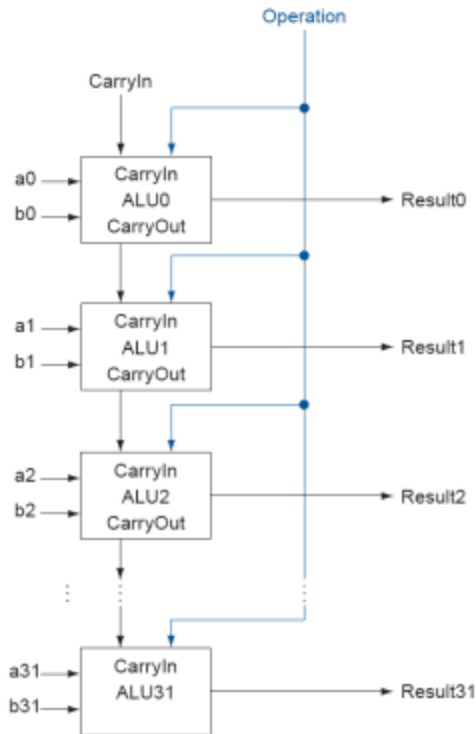 Operation
CarryIn
a0
b0
CarryIn
ALU0
CarryOut
Result0
a1
b1
CarryIn
ALU1
CarryOut
Result1
a2
b2
CarryIn
ALU2
CarryOut
Result2
a31
b31
CarryIn
ALU31
Result31